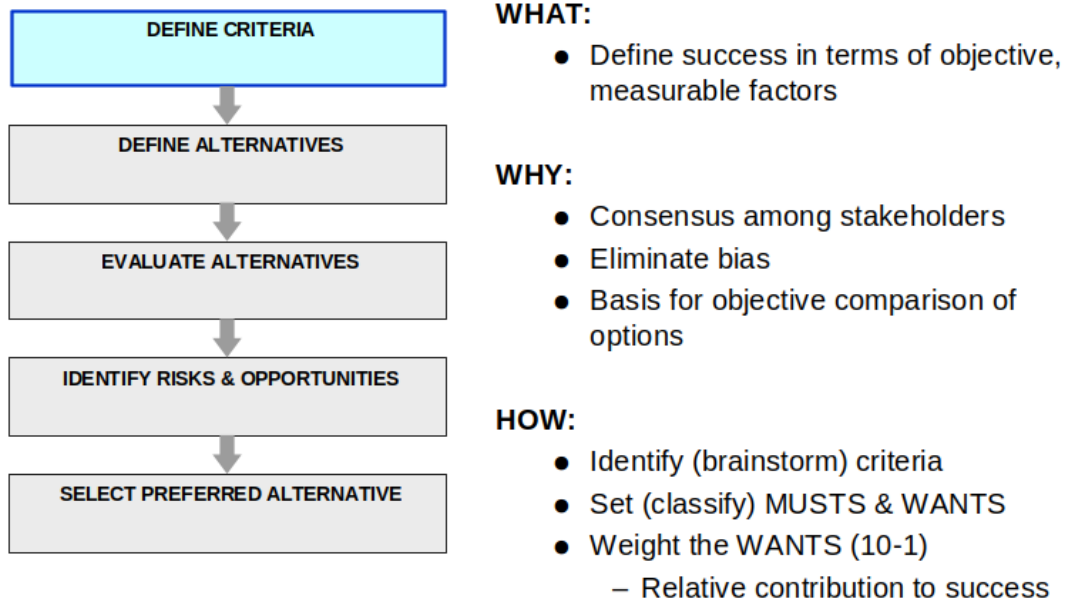 DEFINE CRITERIA
DEFINE ALTERNATIVES
EVALUATE ALTERNATIVES
IDENTIFY RISKS & OPPORTUNITIES
SELECT PREFERRED ALTERNATIVE
WHAT:
● Define success in terms of objective,
measurable factors
WHY:
● Consensus among stakeholders
● Eliminate bias
● Basis for objective comparison of
options
HOW:
● Identify (brainstorm) criteria
● Set (classify) MUSTS & WANTS
● Weight the WANTS (10-1)
– Relative contribution to success